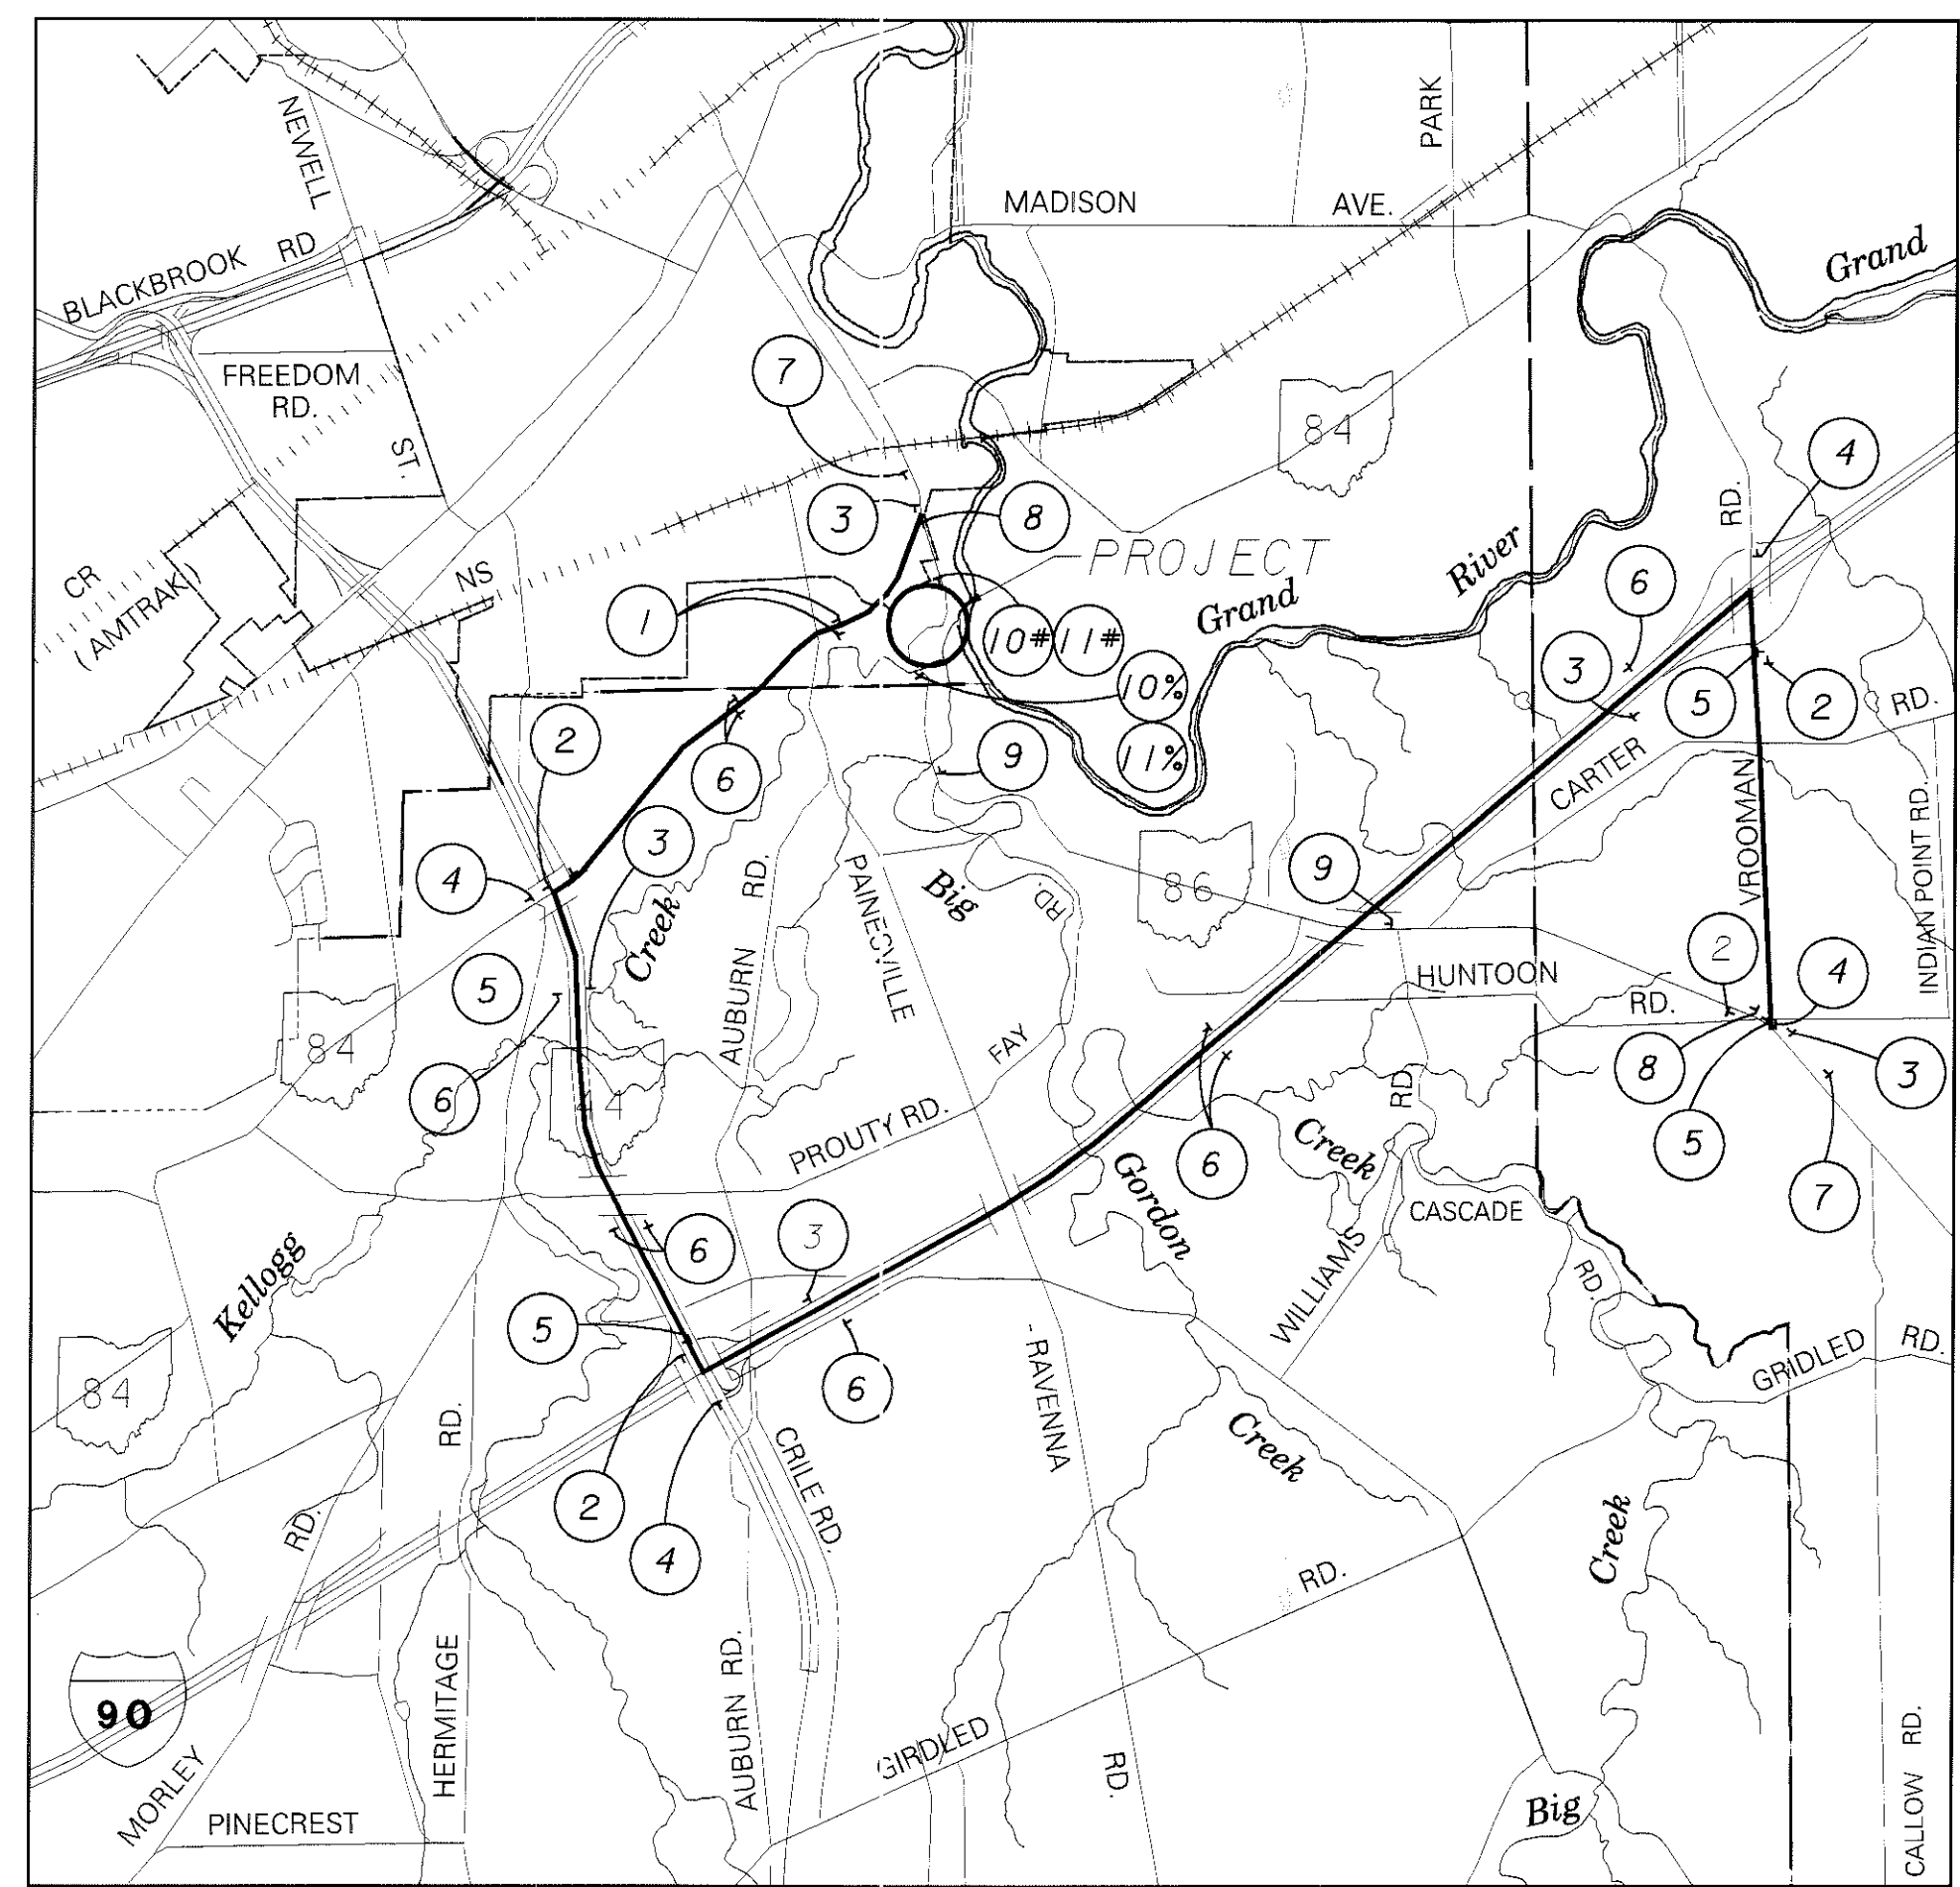 NEWELL
PARK
MADISON
AVE.
BLACKBROOK
RD
Grand
FREEDOM
RD.
ST.
7
84
4
3
8
RD.
PROJECT
River
CR
(AMTRAK)
NS
1
10#
11#
Grand
6
3
10%
5
2
RD.
2
6
9
11%
CARTER
VROOMAN
INDIAN POINT RD.
3
4
AUBURN
RD.
PAINESVILLE
Big
RD.
86
9
Creek
5
HUNTOON
RD.
2
4
84
44
6
FAY
RD.
8
3
5
PROUTY RD.
Creek
6
Gordon
7
CASCADE
Kellogg
6
3
WILLIAMS
RD.
5
84
6
-RAVENNA
GRIDLED
RD.
RD.
CRILE RD.
Creek
2
4
RD.
Creek
RD.
90
HERMITAGE
AUBURN RD.
GIRDLED
RD.
CALLOW RD.
MORLEY
PINECREST
Big